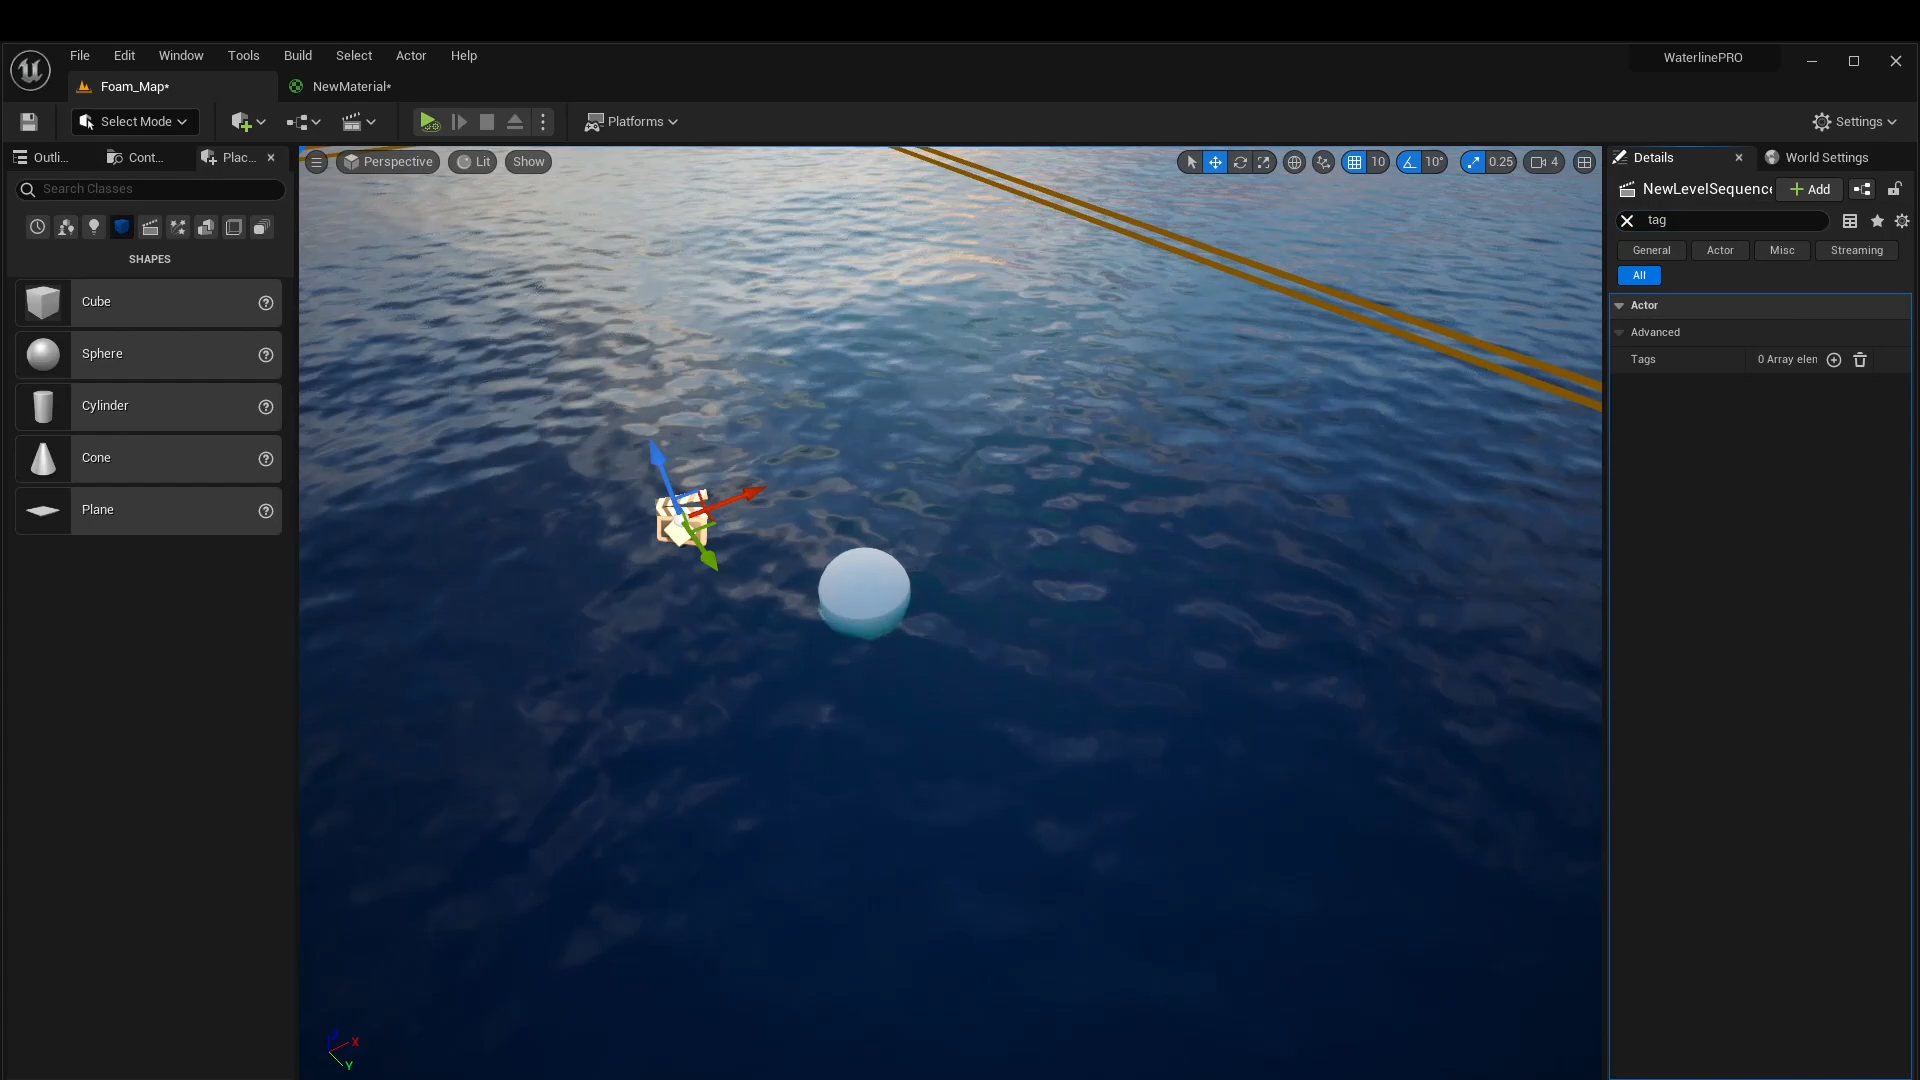 File Edit Window Tools Build Select Actor Help
WaterlinePRO
Foam_Map*
NewMaterial*
Select Mode
Platforms
Settings
Outli...
Cont...
Plac...
Perspective
Lit
Show
10
10°
0.25
4
Details
World Settings
Search Classes
NewLevelSequenc
Add
tag
General
Actor
Misc
Streaming
All
SHAPES
Cube
Sphere
Cylinder
Cone
Plane
Actor
Advanced
Tags
0 Array elen
X
Y